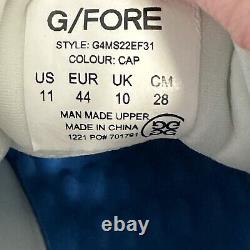 G/FORE
STYLE: G4MS22EF31
COLOUR: CAP
US EUR UK CM
11 44 10 28
MAN MADE UPPER
MADE IN CHINA
1221 PO# 701791